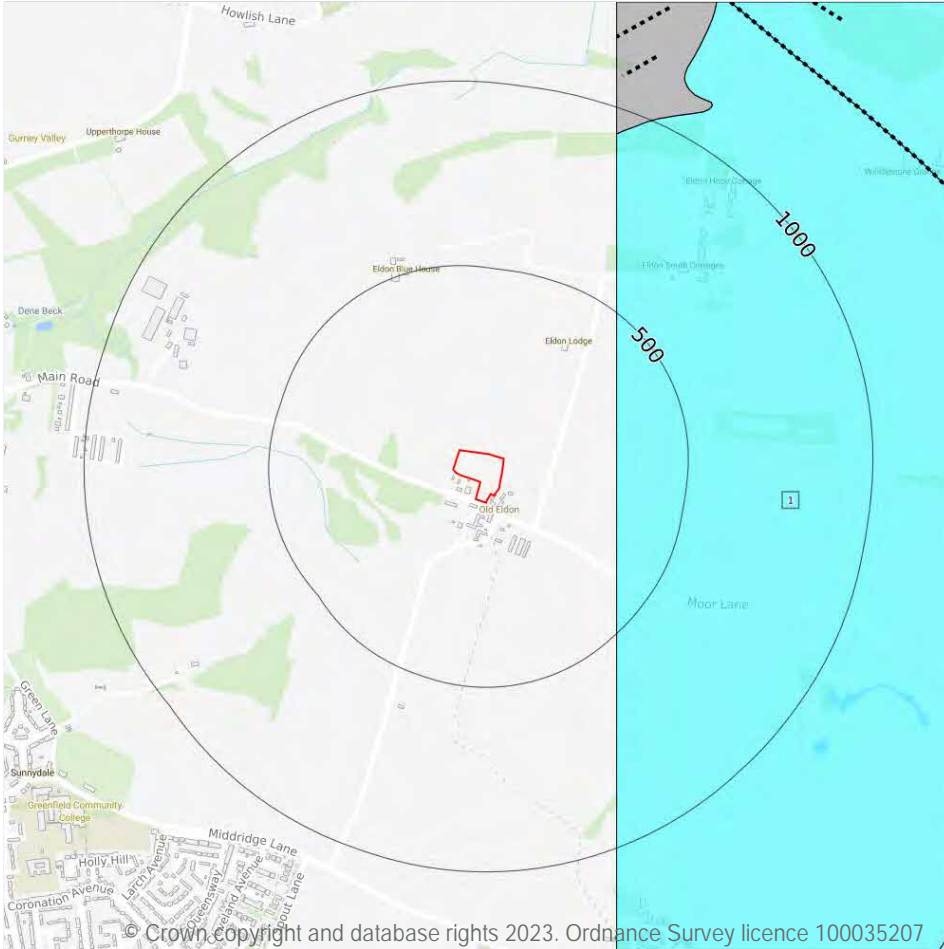 Howlish Lane
Gurney Valley
Upperthorpe House
Eldon Blue House
Dene Beck
Main Road
Eldon Lodge
1000
500
Old Eldon
1
Moor Lane
Green Lane
Sunnydale
Greenfield Community
College
Middridge Lane
Holly Hill
Larch Avenue
Coronation Avenue
Queensway
© Crown copyright and database rights 2023. Ordnance Survey licence 100035207